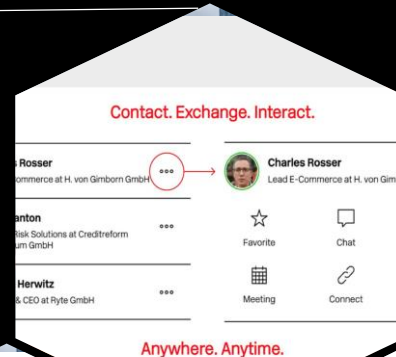 Contact. Exchange. Interact.
Rosser
ommerce at H. von Gimborn GmbH
anton
Risk Solutions at Creditreform
um GmbH
Herwitz
& CEO at Ryte GmbH
Charles Rosser
Lead E-Commerce at H. von Gim
Favorite
Chat
Meeting
Connect
Anywhere. Anytime.